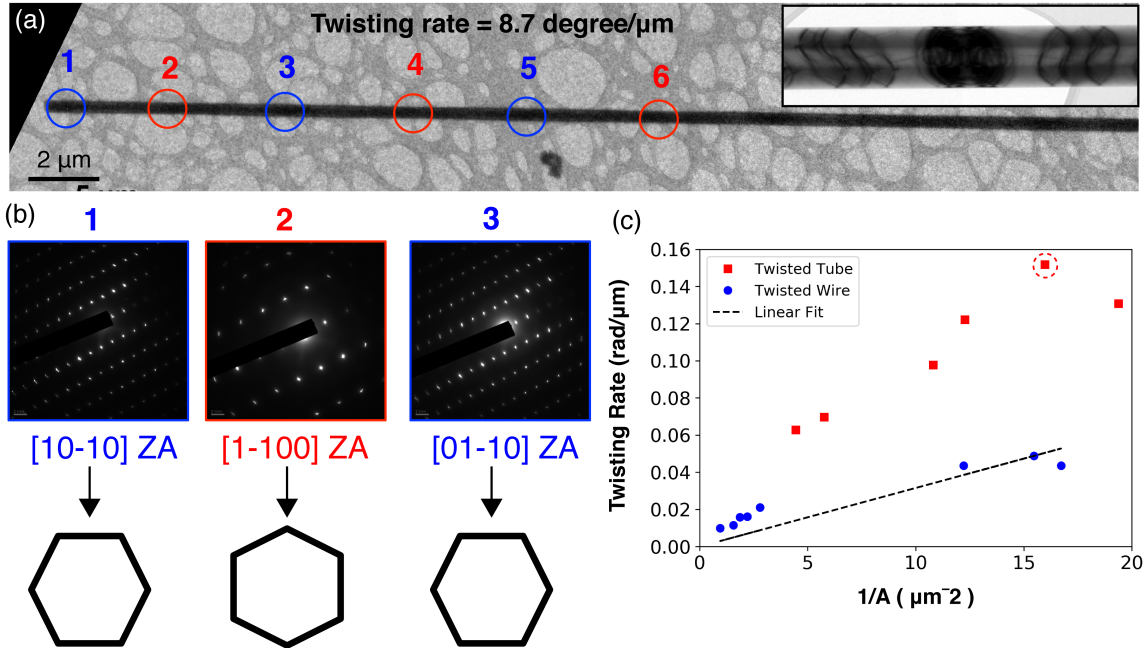 (a)
Twisting rate = 8.7 degree/µm
1
2
3
4
5
6
2 µm
(b)
1
2
3
[10-10] ZA
[1-100] ZA
[01-10] ZA
(c)
0.16
0.14
0.12
0.10
0.08
0.06
0.04
0.02
0.00
Twisting Rate (rad/µm)
Twisted Tube
Twisted Wire
Linear Fit
0
5
10
15
20
1/A ( µm⁻2 )